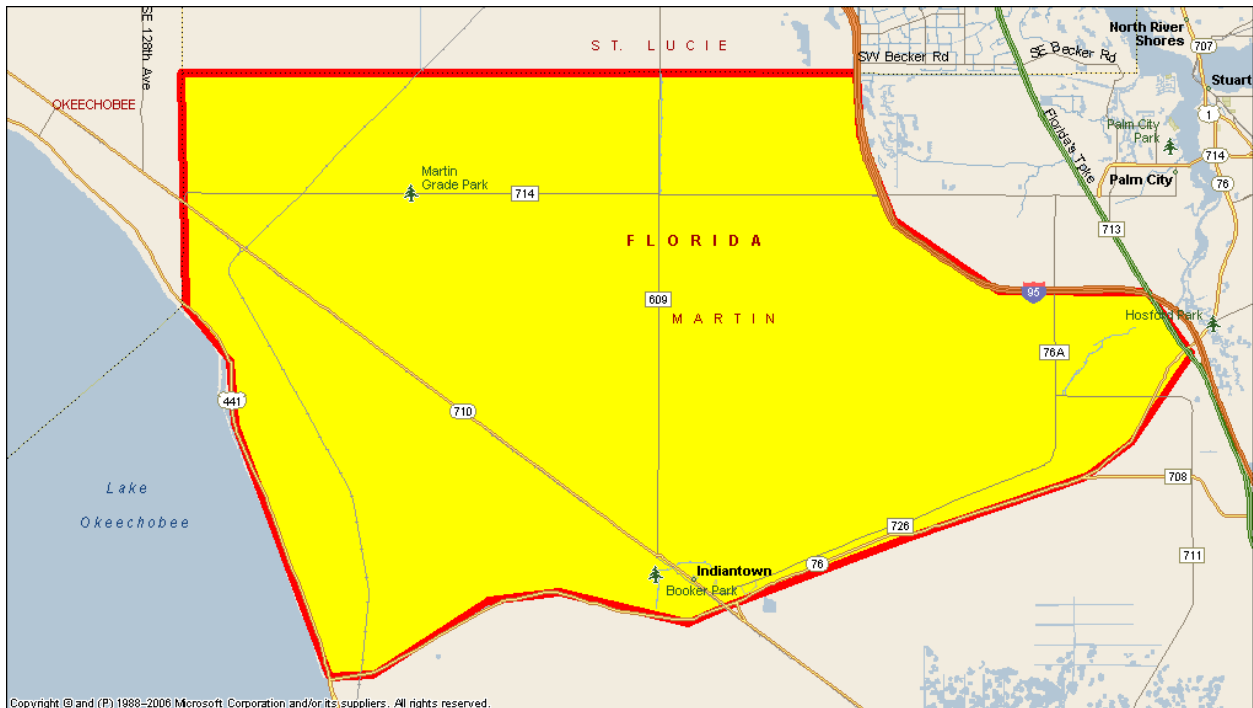 SE 128th Ave
ST. LUCIE
SW Becker Rd
SE Becker Rd
North River
Shores
707
Stuart
1
OKEECHOBEE
Palm City
Park
714
Palm City
76
Florida's Tpke
Martin
Grade Park
714
713
FLORIDA
609
MARTIN
95
Hosford Park
76A
441
710
Lake
Okeechobee
708
726
711
76
Indiantown
Booker Park
Copyright © and (P) 1988–2006 Microsoft Corporation and/or its suppliers. All rights reserved.